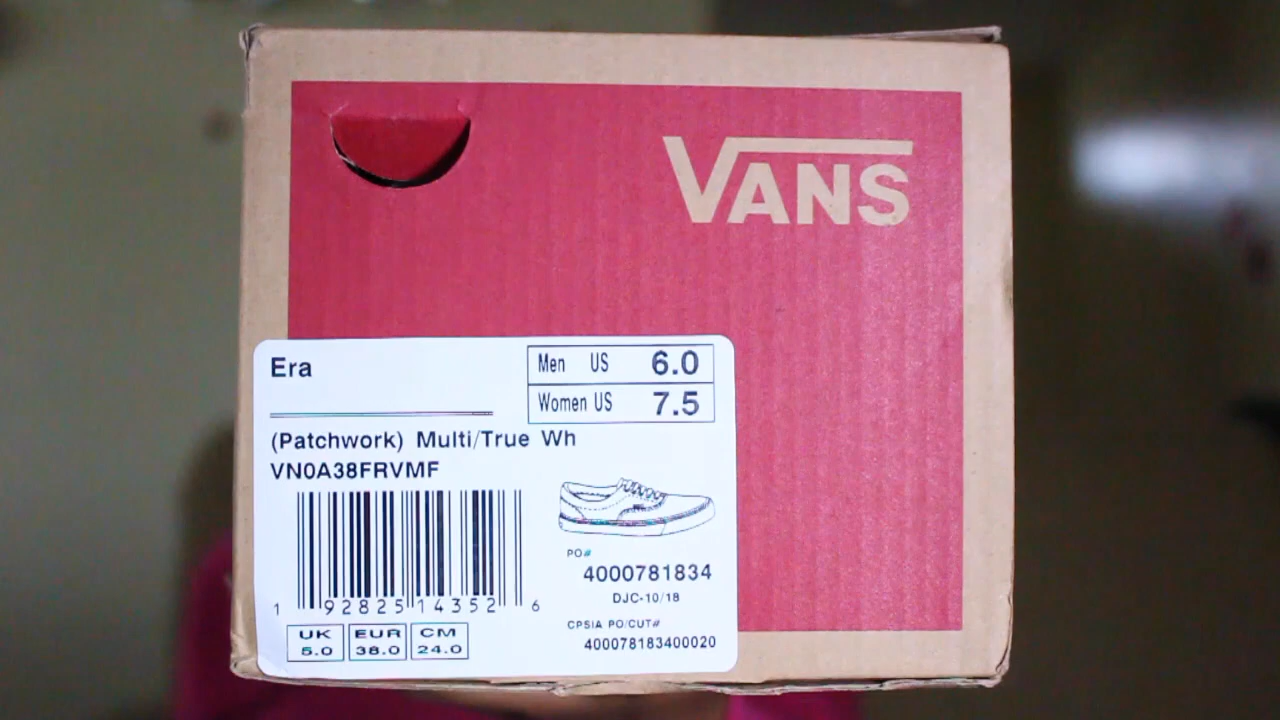 VANS
Era
Men US 6.0
Women US 7.5
(Patchwork) Multi/True Wh
VN0A38FRVMF
1 92825 14352 6
UK 5.0
EUR 38.0
CM 24.0
PO#
4000781834
DJC-10/18
CPSIA PO/CUT#
400078183400020